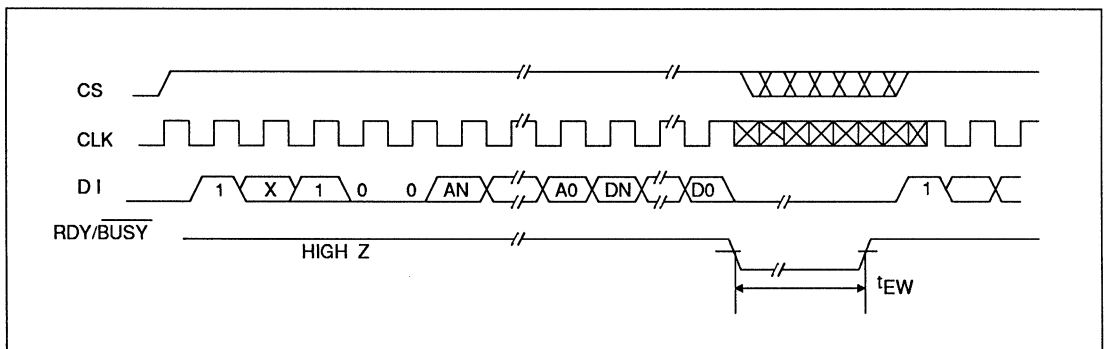 CS
CLK
DI 1 X 1 0 0 AN A0 DN D0 1
RDY/BUSY
HIGH Z
tEW